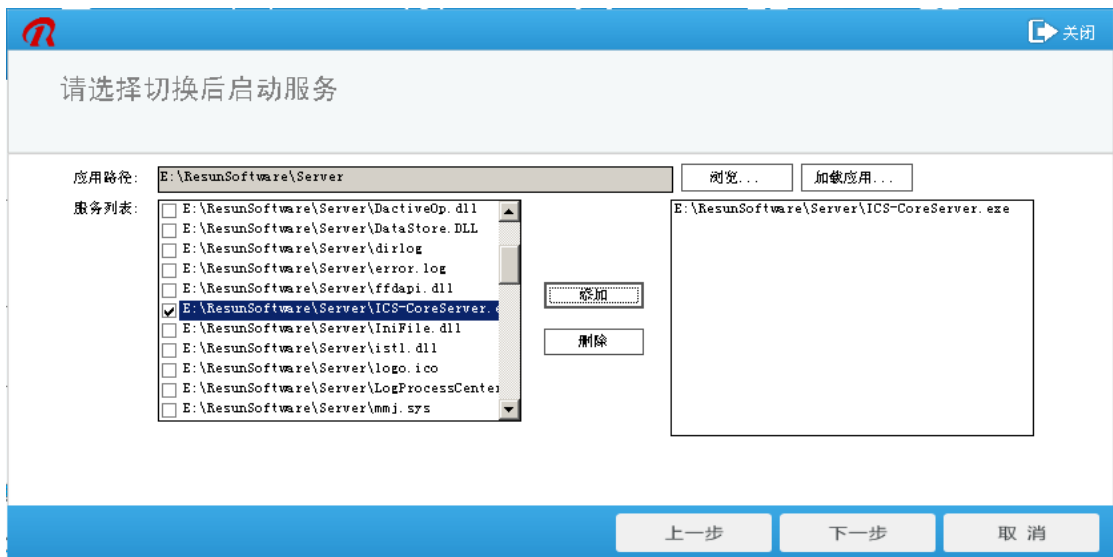 关闭
请选择切换后启动服务
应用路径: E:\ResunSoftware\Server 浏览... 加载应用...
服务列表:
E:\ResunSoftware\Server\DactiveOp.dll
E:\ResunSoftware\Server\DataStore.DLL
E:\ResunSoftware\Server\dirlog
E:\ResunSoftware\Server\error.log
E:\ResunSoftware\Server\ffdapi.dll
E:\ResunSoftware\Server\ICS-CoreServer.e
E:\ResunSoftware\Server\IniFile.dll
E:\ResunSoftware\Server\istl.dll
E:\ResunSoftware\Server\logo.ico
E:\ResunSoftware\Server\LogProcessCenter
E:\ResunSoftware\Server\mmj.sys
添加
删除
E:\ResunSoftware\Server\ICS-CoreServer.exe
上一步 下一步 取 消